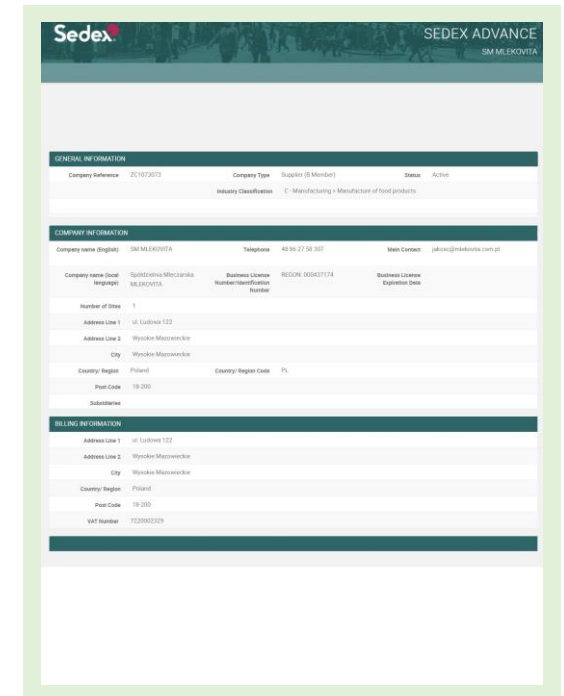 Sedex
SEDEX ADVANCE
SM MLEKOVITA
GENERAL INFORMATION
Company Reference ZC1073073 Company Type Supplier (B Member) Status Active
Industry Classification C - Manufacturing > Manufacture of food products
COMPANY INFORMATION
Company name (English) SM MLEKOVITA Telephone 48 86 27 58 307 Main Contact jakosc@mlekovita.com.pl
Company name (local Spółdzielnia Mleczarska Business License REGON: 000437174 Business License
language) MLEKOVITA Number/Identification Expiration Date
Number
Number of Sites 1
Address Line 1 ul. Ludowa 122
Address Line 2 Wysokie Mazowieckie
City Wysokie Mazowieckie
Country/ Region Poland Country/ Region Code PL
Post Code 18-200
Subsidiaries
BILLING INFORMATION
Address Line 1 ul. Ludowa 122
Address Line 2 Wysokie Mazowieckie
City Wysokie Mazowieckie
Country/ Region Poland
Post Code 18-200
VAT Number